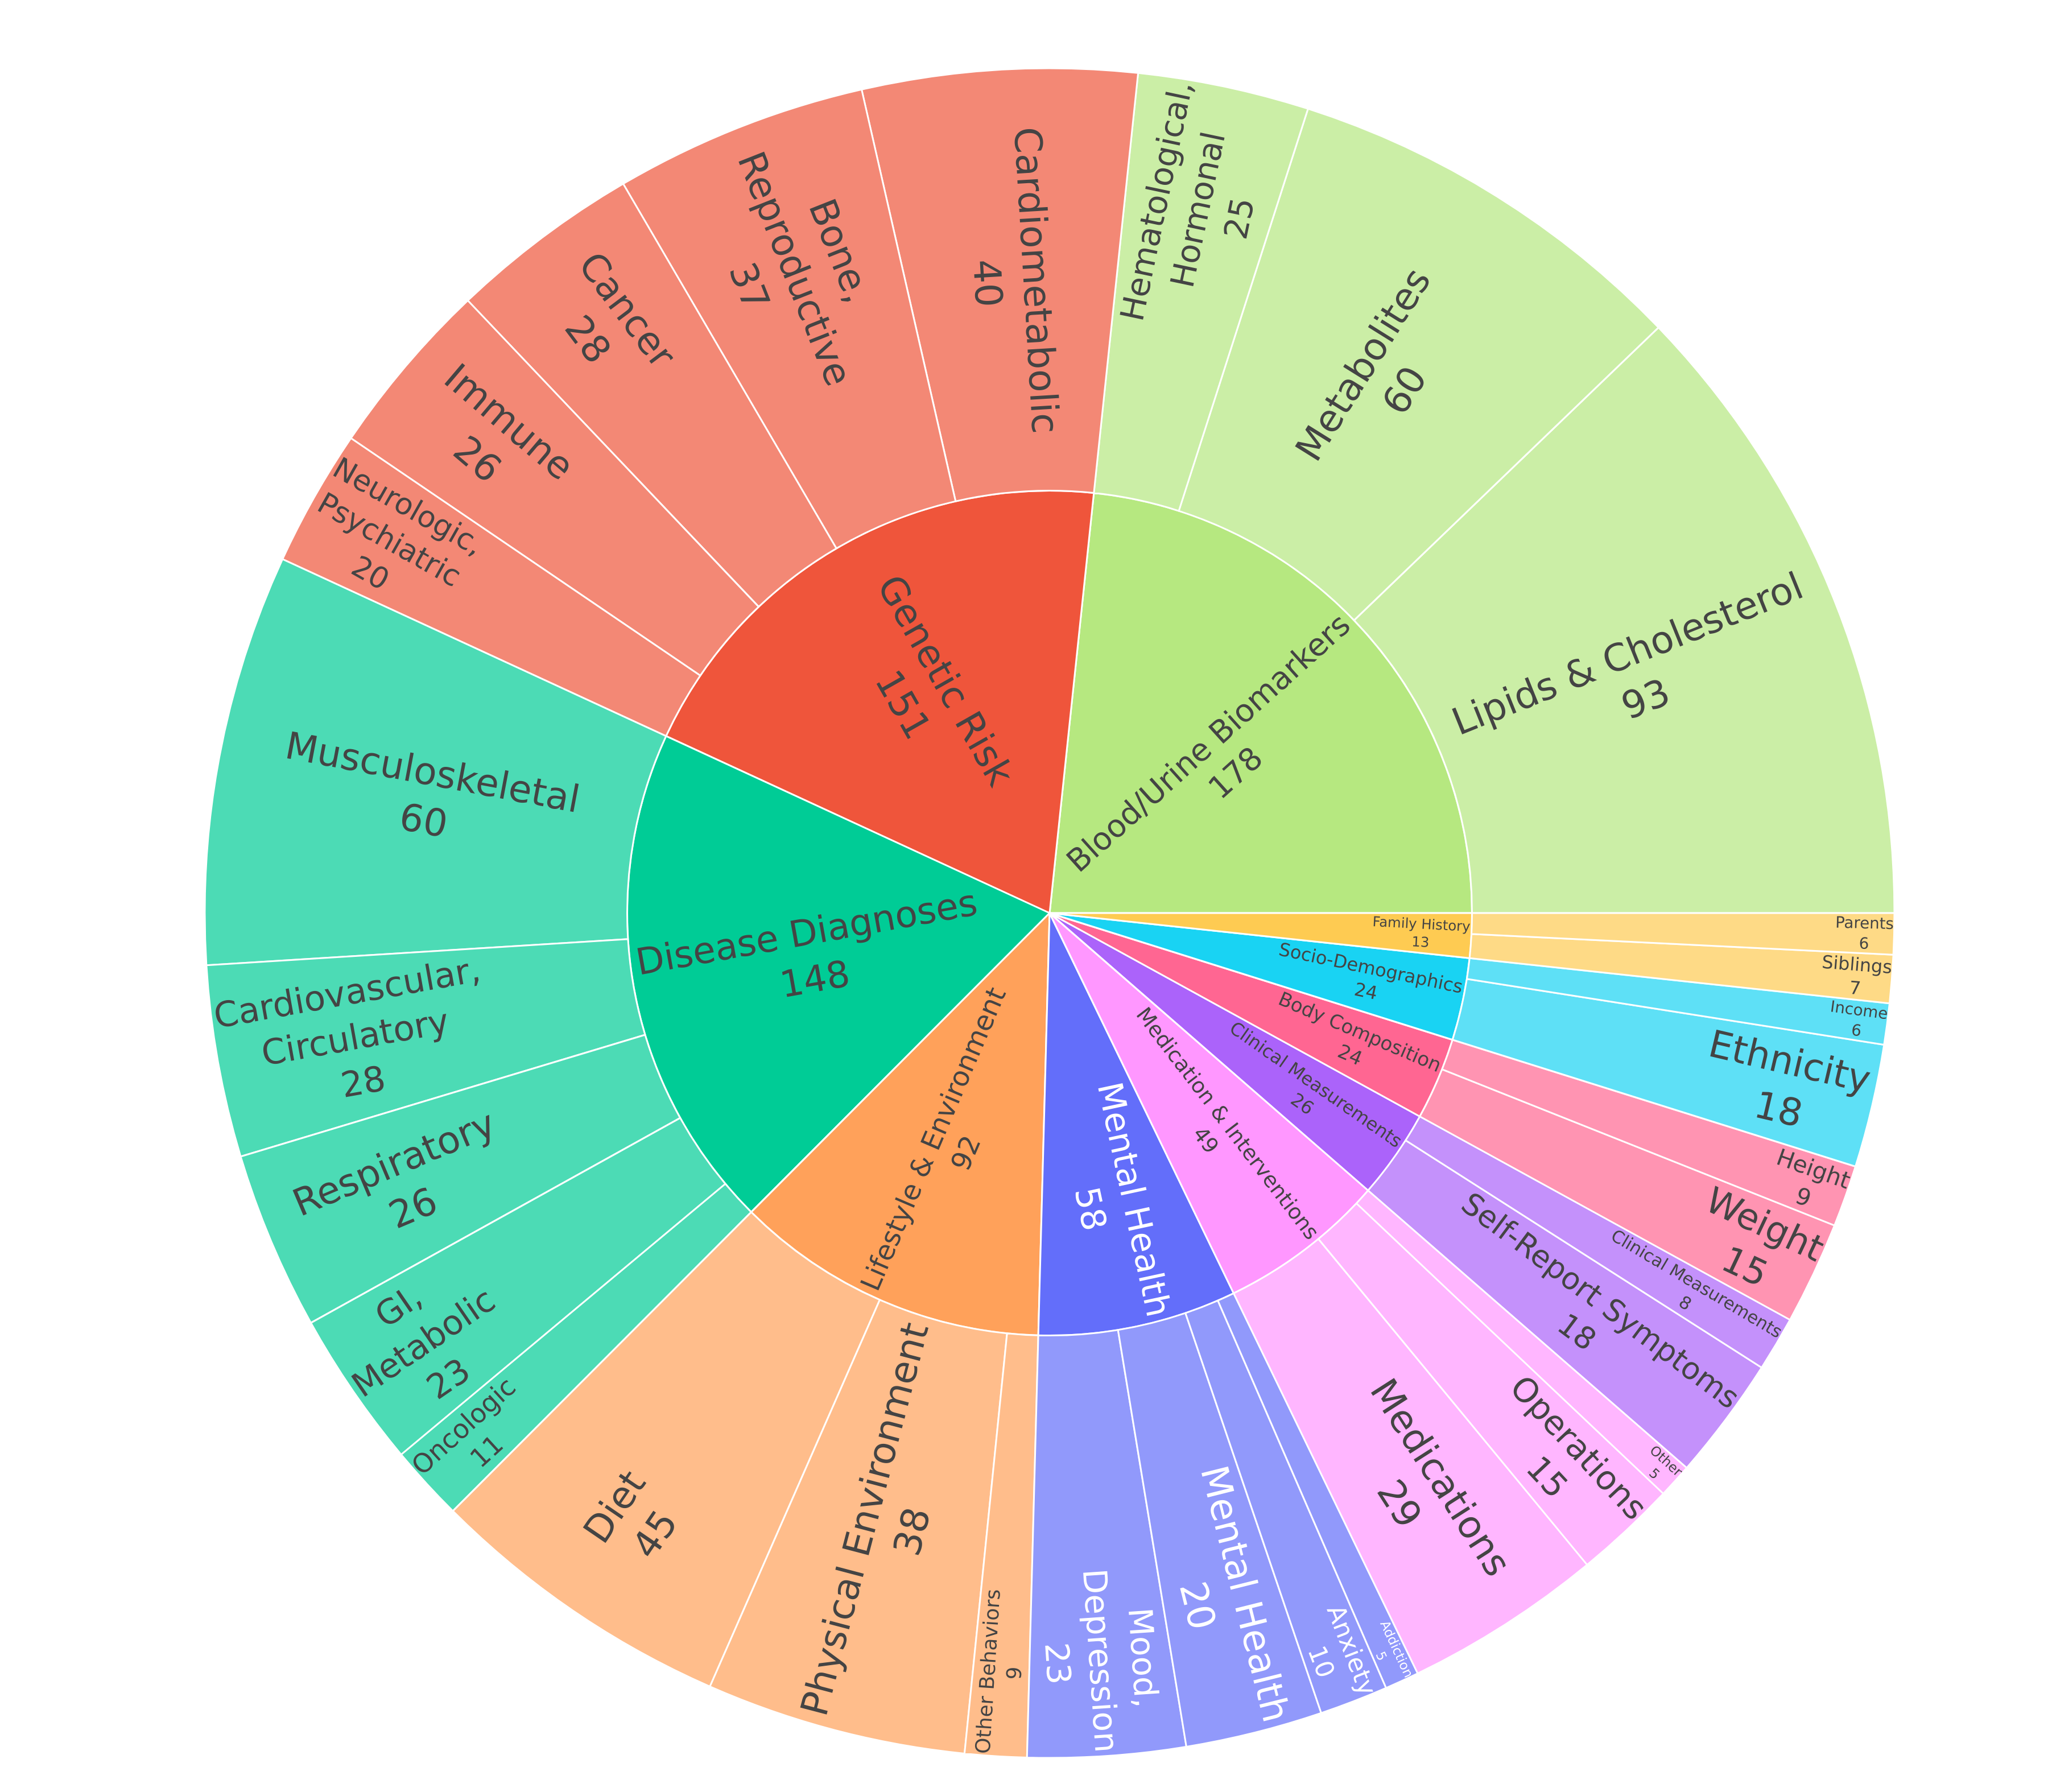 Blood/Urine Biomarkers
178
Lipids & Cholesterol
93
Metabolites
60
Hematological,
Hormonal
25
Genetic Risk
151
Cardiometabolic
40
Bone,
Reproductive
37
Cancer
28
Immune
26
Neurologic,
Psychiatric
20
Disease Diagnoses
148
Musculoskeletal
60
Cardiovascular,
Circulatory
28
Respiratory
26
GI,
Metabolic
23
Oncologic
11
Lifestyle & Environment
92
Diet
45
Physical Environment
38
Other Behaviors
9
Mental Health
58
Mood,
Depression
23
Mental Health
20
Anxiety
10
Addiction
5
Medication & Interventions
49
Medications
29
Operations
15
Other
5
Clinical Measurements
26
Self-Report Symptoms
18
Clinical Measurements
8
Body Composition
24
Weight
15
Height
9
Socio-Demographics
24
Ethnicity
18
Income
6
Family History
13
Siblings
7
Parents
6